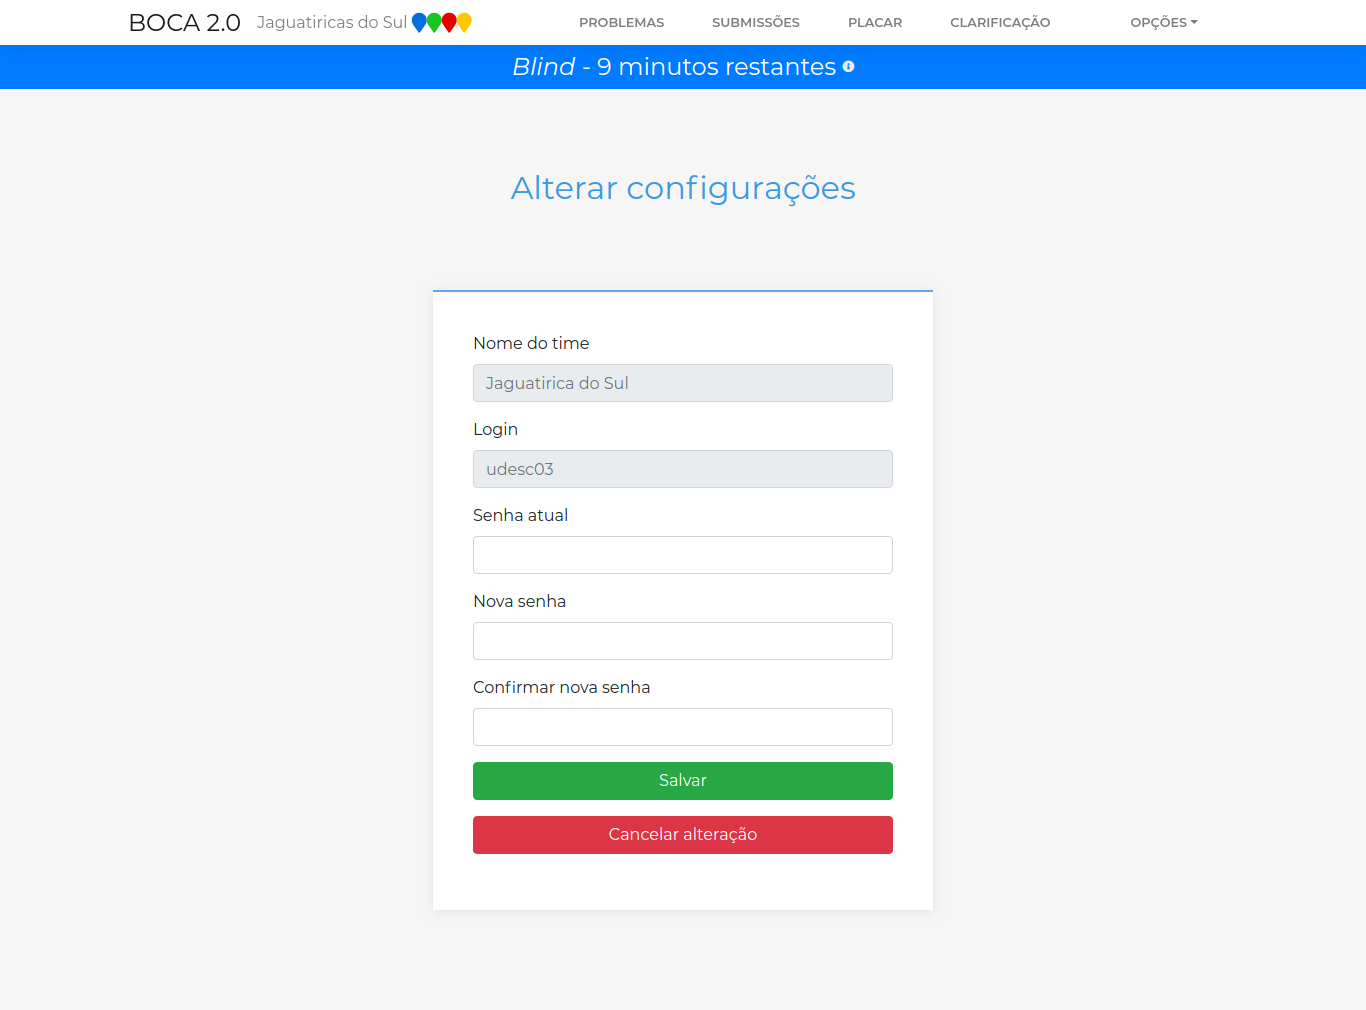 BOCA 2.0 Jaguatiricas do Sul PROBLEMAS SUBMISSÕES PLACAR CLARIFICAÇÃO OPÇÕES
Blind - 9 minutos restantes
Alterar configurações
Nome do time
Jaguatirica do Sul
Login
udesc03
Senha atual
Nova senha
Confirmar nova senha
Salvar
Cancelar alteração